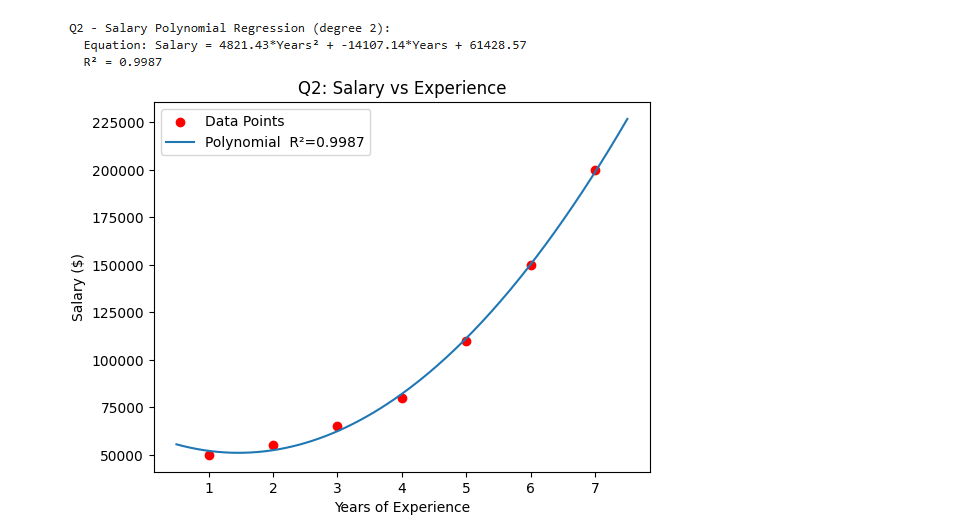 Q2 - Salary Polynomial Regression (degree 2):
Equation: Salary = 4821.43*Years² + -14107.14*Years + 61428.57
R² = 0.9987
Q2: Salary vs Experience
Data Points
Polynomial  R²=0.9987
225000
200000
175000
150000
125000
100000
75000
50000
Salary ($)
1 2 3 4 5 6 7
Years of Experience